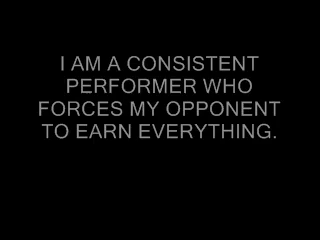 I AM A CONSISTENT
PERFORMER WHO
FORCES MY OPPONENT
TO EARN EVERYTHING.